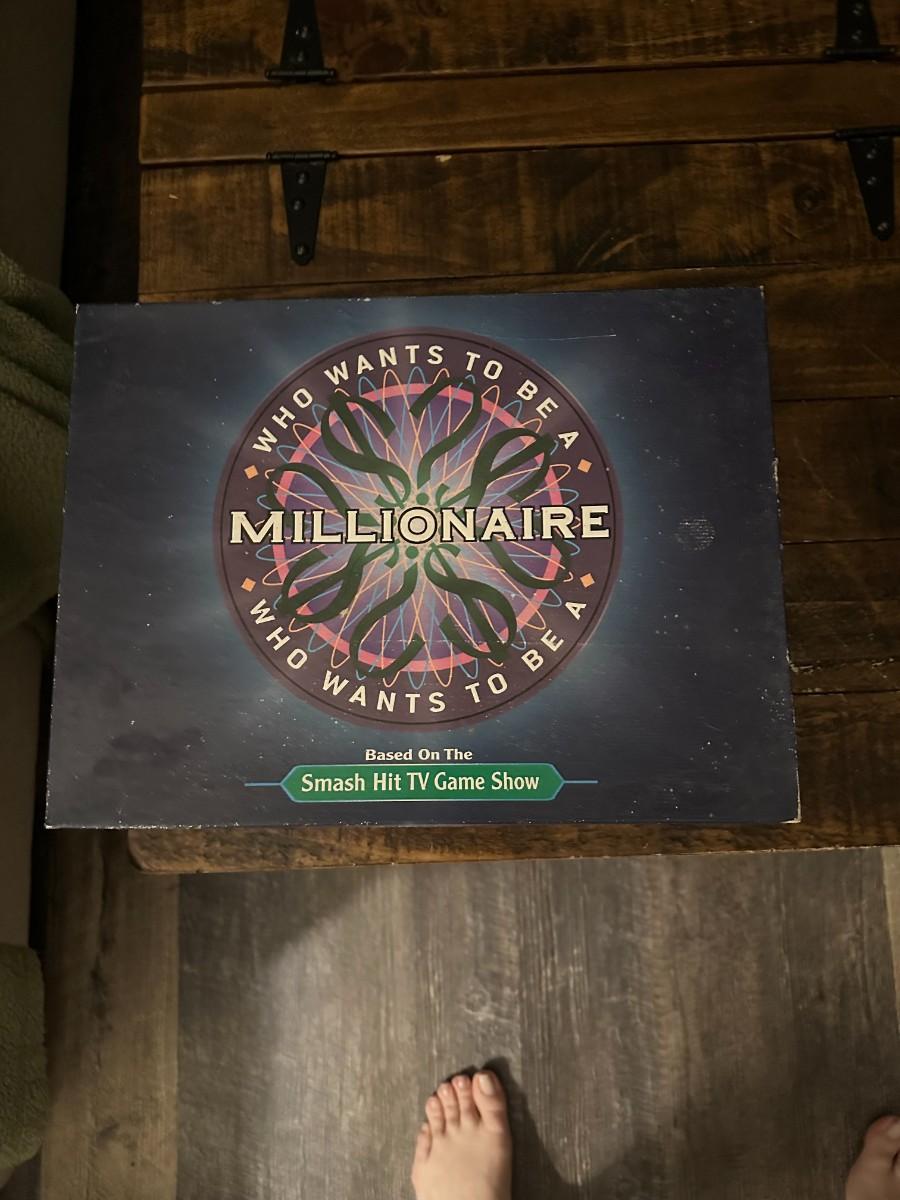 WHO WANTS TO BE A
MILLIONAIRE
WHO WANTS TO BE A
Based On The
Smash Hit TV Game Show